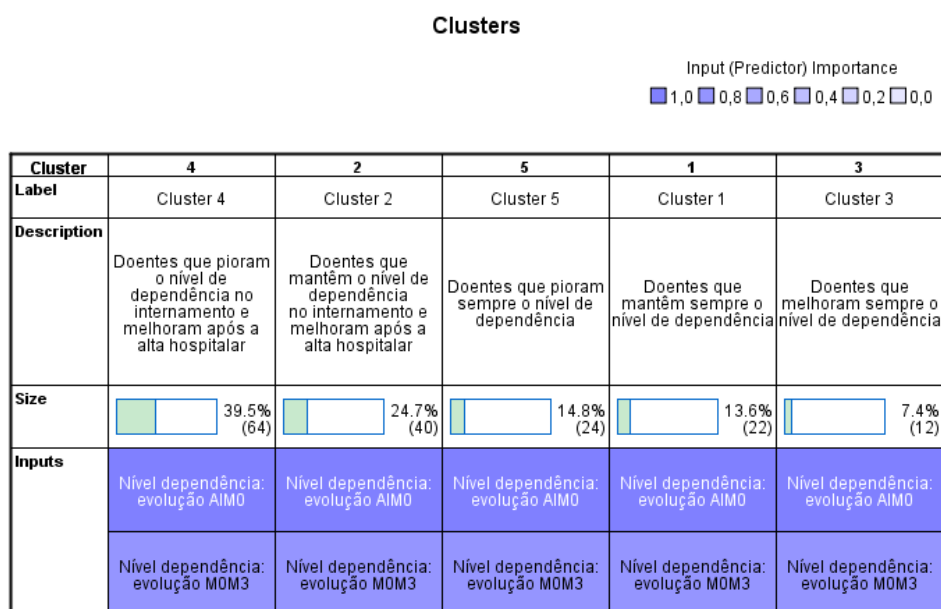 Clusters
Input (Predictor) Importance
1,0 0,8 0,6 0,4 0,2 0,0
Cluster 4 2 5 1 3
Label Cluster 4 Cluster 2 Cluster 5 Cluster 1 Cluster 3
Description
Doentes que pioram
o nível de
dependência no
internamento e
melhoram após a
alta hospitalar
Doentes que
mantêm o nível de
dependência
no internamento e
melhoram após a
alta hospitalar
Doentes que pioram
sempre o nível de
dependência
Doentes que
mantêm sempre o
nível de dependência
Doentes que
melhoram sempre o
nível de dependência
Size
39.5%
(64)
24.7%
(40)
14.8%
(24)
13.6%
(22)
7.4%
(12)
Inputs
Nível dependência:
evolução AIM0
Nível dependência:
evolução AIM0
Nível dependência:
evolução AIM0
Nível dependência:
evolução AIM0
Nível dependência:
evolução AIM0
Nível dependência:
evolução M0M3
Nível dependência:
evolução M0M3
Nível dependência:
evolução M0M3
Nível dependência:
evolução M0M3
Nível dependência:
evolução M0M3